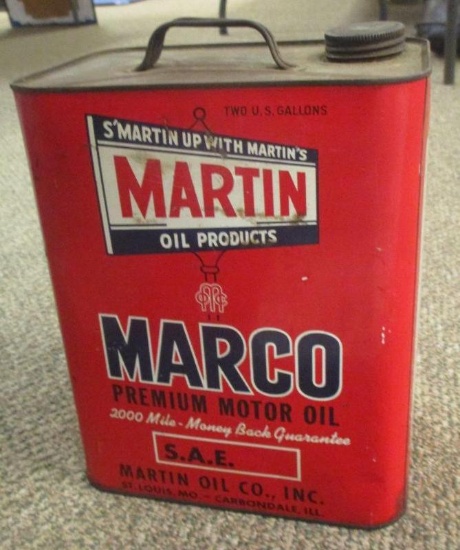 TWO U.S. GALLONS
S'MARTIN UP WITH MARTIN'S
MARTIN
OIL PRODUCTS
MARCO
PREMIUM MOTOR OIL
2000 Mile - Money Back Guarantee
S.A.E.
MARTIN OIL CO., INC.
ST. LOUIS, MO. - CARBONDALE, ILL.